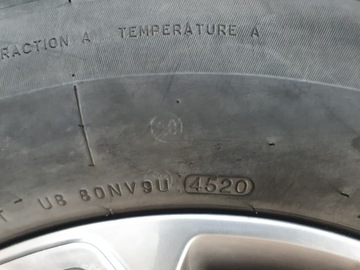 RACTION A TEMPERATURE A
U8 80NV9U 4520